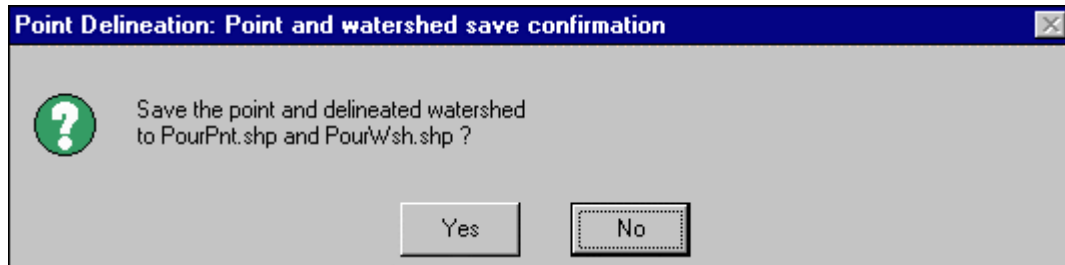 Point Delineation: Point and watershed save confirmation
Save the point and delineated watershed
to PourPnt.shp and PourWsh.shp ?
Yes
No